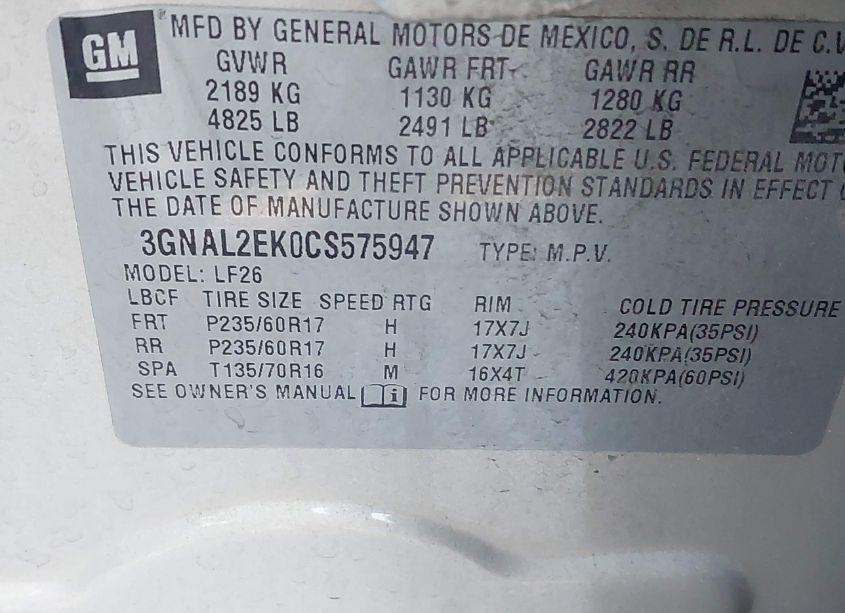 GM
MFD BY GENERAL MOTORS DE MEXICO, S. DE R.L. DE C.V
GVWR GAWR FRT GAWR RR
2189 KG 1130 KG 1280 KG
4825 LB 2491 LB 2822 LB
THIS VEHICLE CONFORMS TO ALL APPLICABLE U.S. FEDERAL MOT
VEHICLE SAFETY AND THEFT PREVENTION STANDARDS IN EFFECT
THE DATE OF MANUFACTURE SHOWN ABOVE.
3GNAL2EK0CS575947 TYPE: M.P.V.
MODEL: LF26
LBCF TIRE SIZE SPEED RTG RIM COLD TIRE PRESSURE
FRT P235/60R17 H 17X7J 240KPA(35PSI)
RR P235/60R17 H 17X7J 240KPA(35PSI)
SPA T135/70R16 M 16X4T 420KPA(60PSI)
SEE OWNER'S MANUAL i FOR MORE INFORMATION.